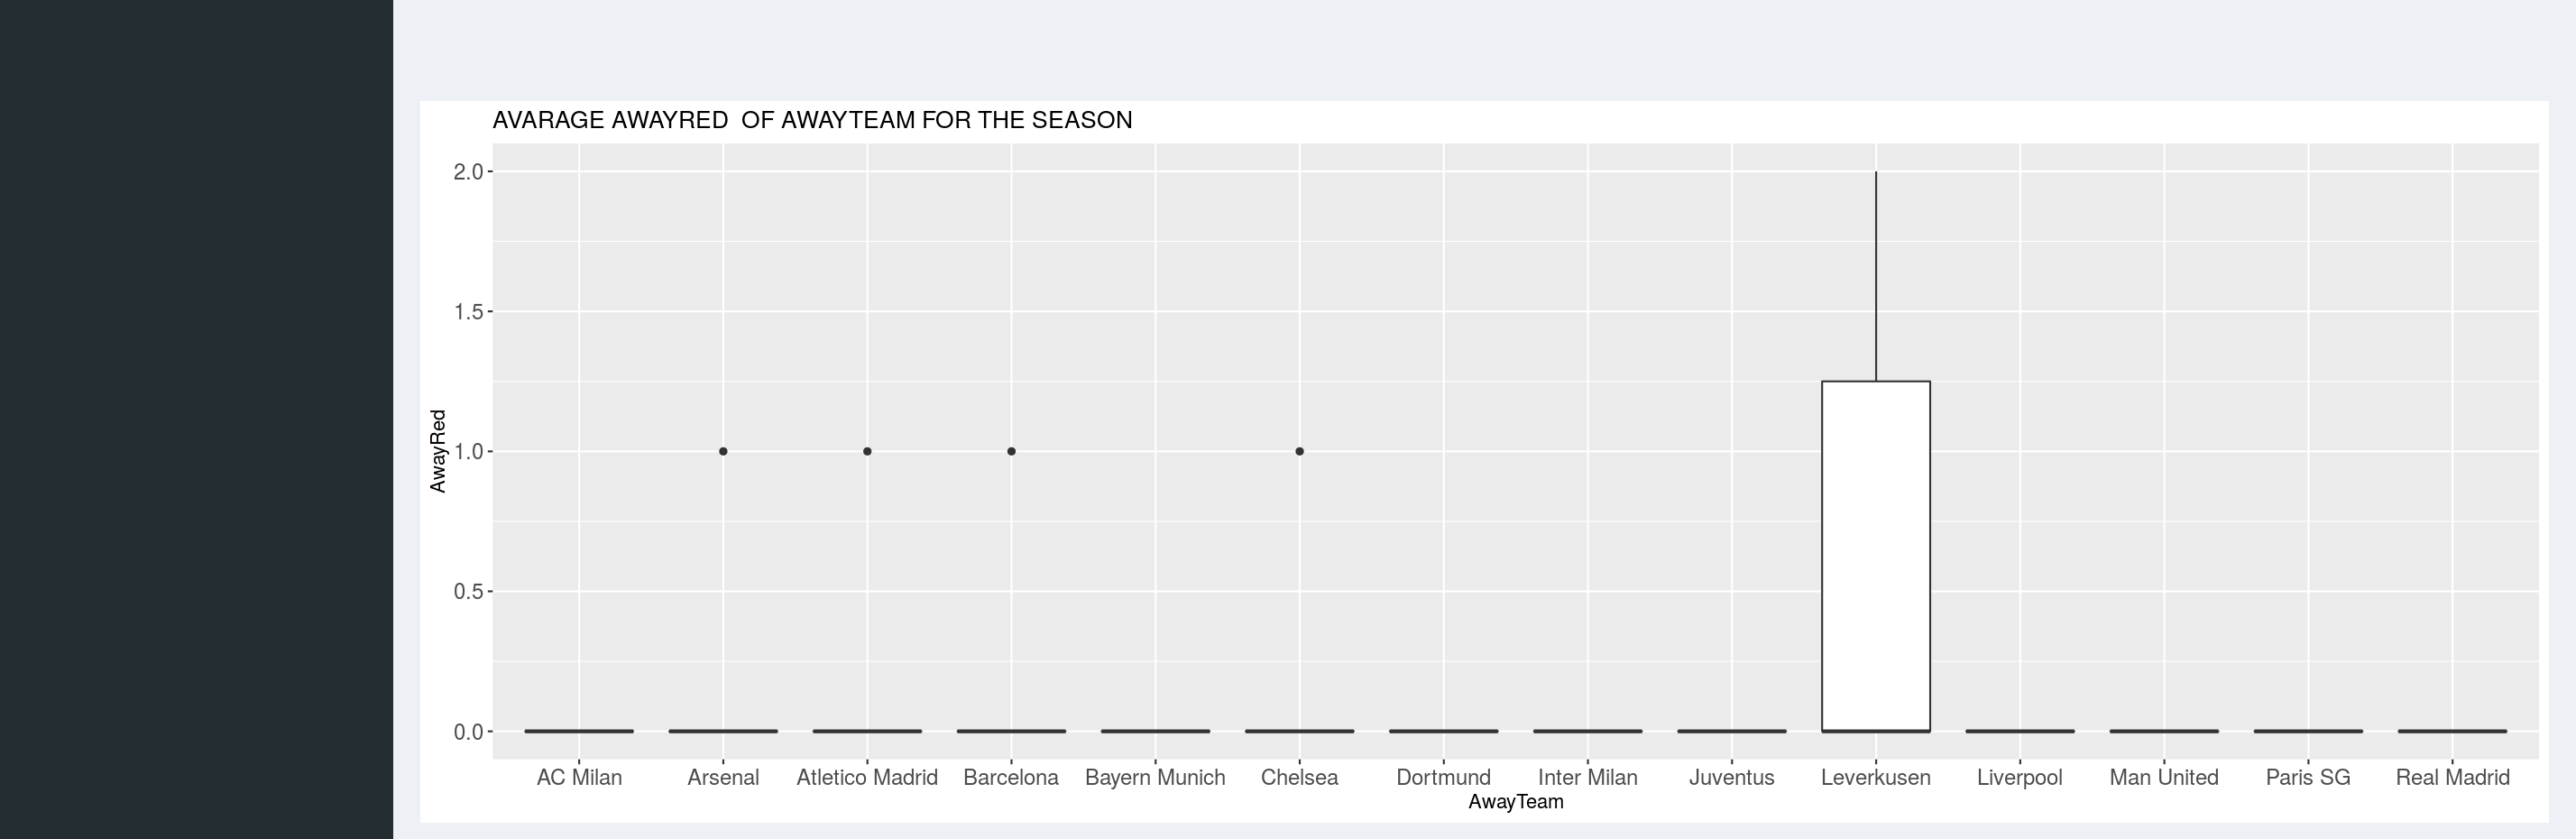 AVARAGE AWAYRED  OF AWAYTEAM FOR THE SEASON
2.0
1.5
1.0
0.5
0.0
AwayRed
AC Milan Arsenal Atletico Madrid Barcelona Bayern Munich Chelsea Dortmund Inter Milan Juventus Leverkusen Liverpool Man United Paris SG Real Madrid
AwayTeam